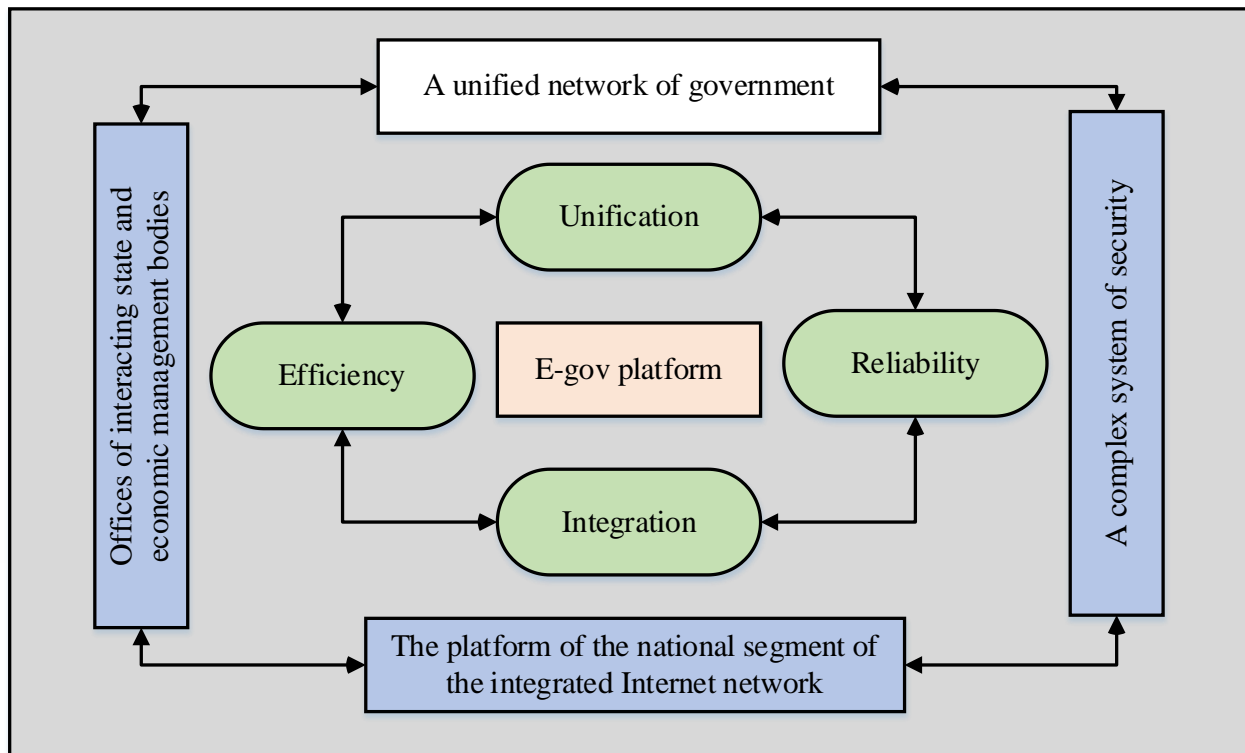 A unified network of government
Offices of interacting state and
economic management bodies
Unification
Efficiency
E-gov platform
Reliability
Integration
A complex system of security
The platform of the national segment of
the integrated Internet network